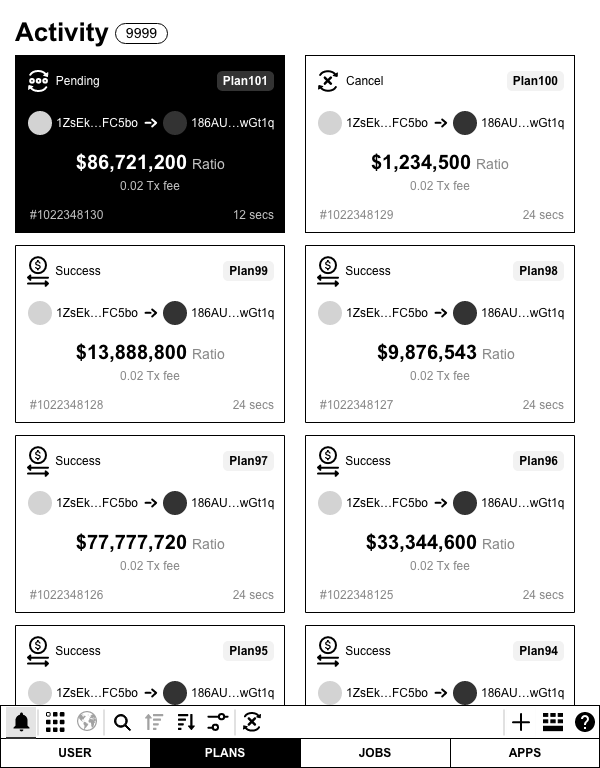 Activity 9999
Pending Plan101
1ZsEk...FC5bo 186AU...wGt1q
$86,721,200 Ratio
0.02 Tx fee
#1022348130 12 secs
Cancel Plan100
1ZsEk...FC5bo 186AU...wGt1q
$1,234,500 Ratio
0.02 Tx fee
#1022348129 24 secs
Success Plan99
1ZsEk...FC5bo 186AU...wGt1q
$13,888,800 Ratio
0.02 Tx fee
#1022348128 24 secs
Success Plan98
1ZsEk...FC5bo 186AU...wGt1q
$9,876,543 Ratio
0.02 Tx fee
#1022348127 24 secs
Success Plan97
1ZsEk...FC5bo 186AU...wGt1q
$77,777,720 Ratio
0.02 Tx fee
#1022348126 24 secs
Success Plan96
1ZsEk...FC5bo 186AU...wGt1q
$33,344,600 Ratio
0.02 Tx fee
#1022348125 24 secs
Success Plan95
1ZsEk...FC5bo 186AU...wGt1q
Success Plan94
1ZsEk...FC5bo 186AU...wGt1q
USER PLANS JOBS APPS